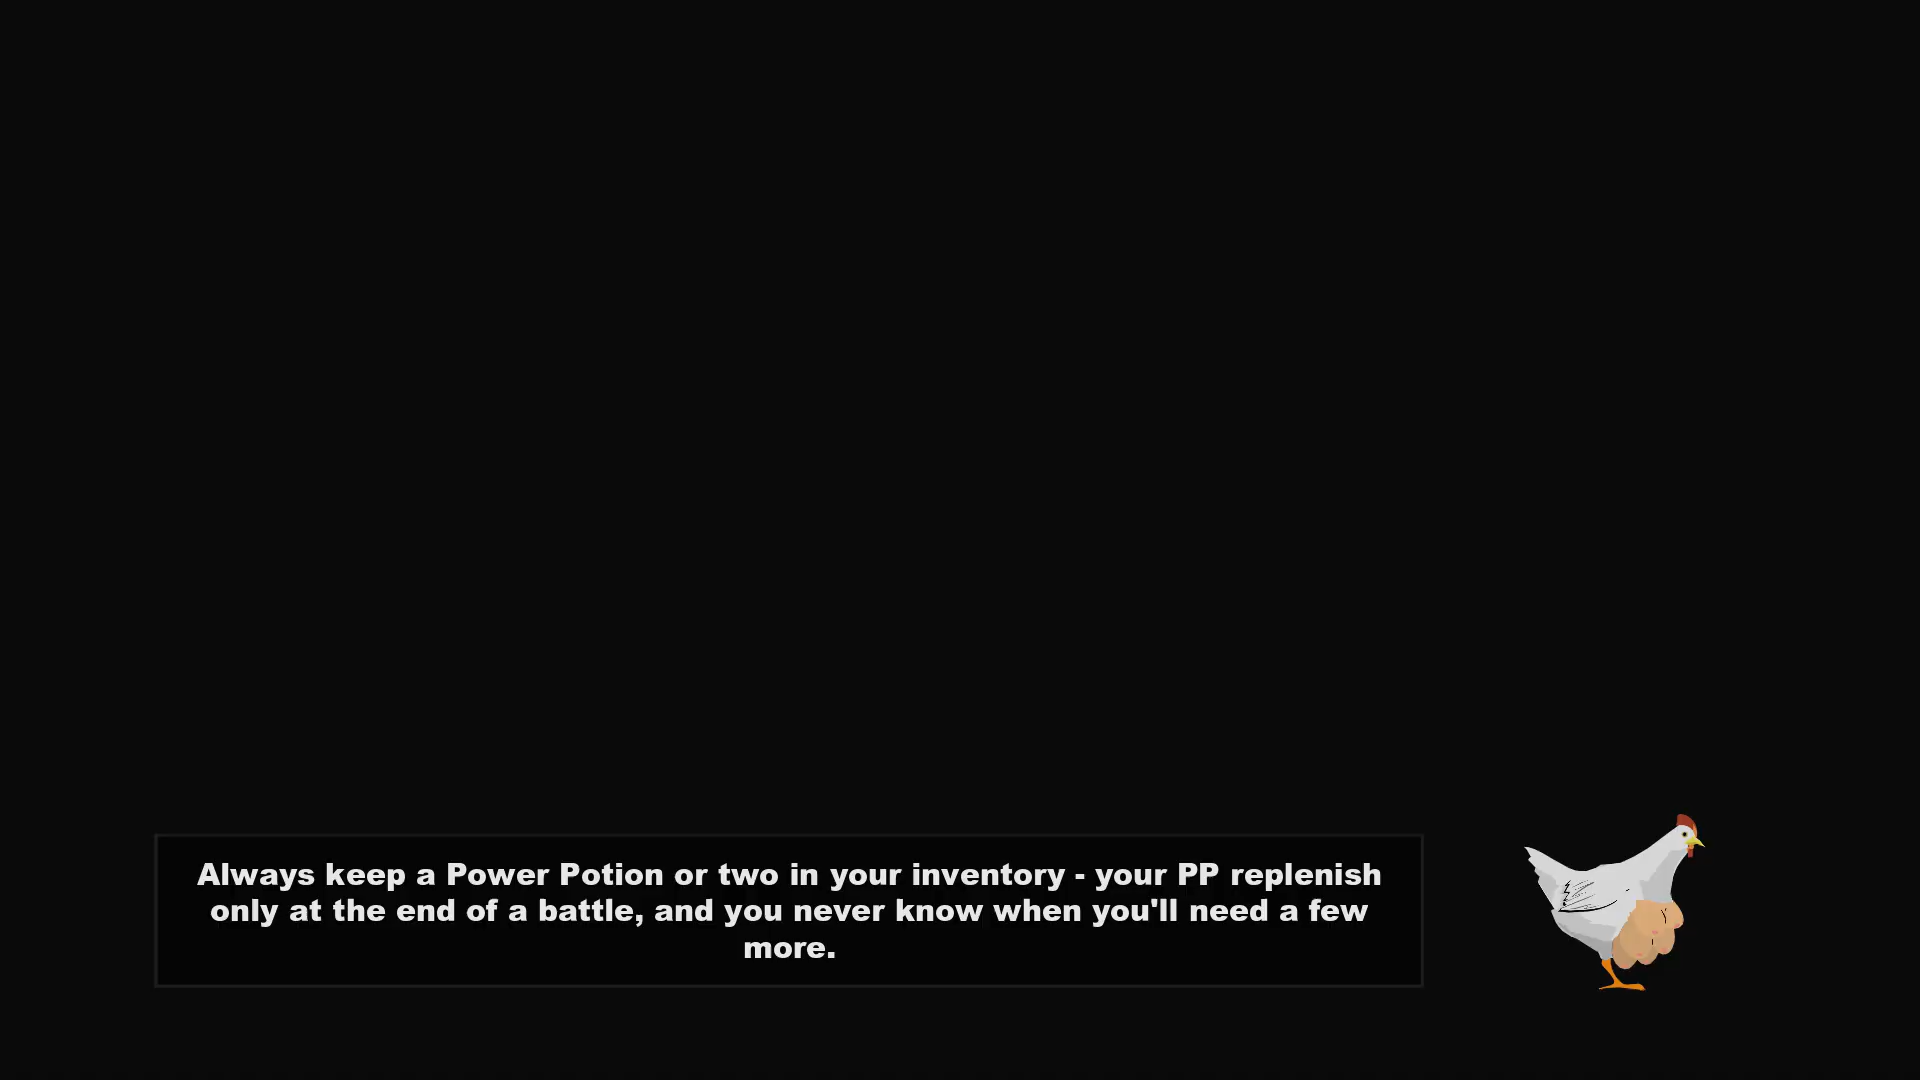 Always keep a Power Potion or two in your inventory - your PP replenish
only at the end of a battle, and you never know when you'll need a few
more.